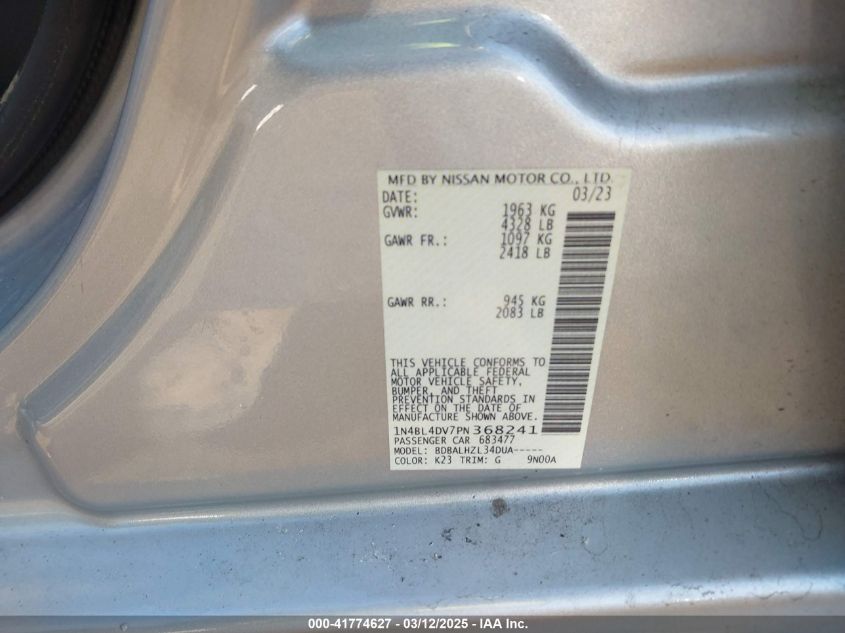 MFD BY NISSAN MOTOR CO., LTD.
DATE: 03/23
GVWR: 1963 KG
4328 LB
GAWR FR.: 1097 KG
2418 LB
GAWR RR.: 945 KG
2083 LB
THIS VEHICLE CONFORMS TO
ALL APPLICABLE FEDERAL
MOTOR VEHICLE SAFETY,
BUMPER, AND THEFT
PREVENTION STANDARDS IN
EFFECT ON THE DATE OF
MANUFACTURE SHOWN ABOVE.
1N4BL4DV7PN368241
PASSENGER CAR 683477
MODEL: BDBALHZL34DUA-----
COLOR: K23 TRIM: G 9N00A
000-41774627 - 03/12/2025 - IAA Inc.